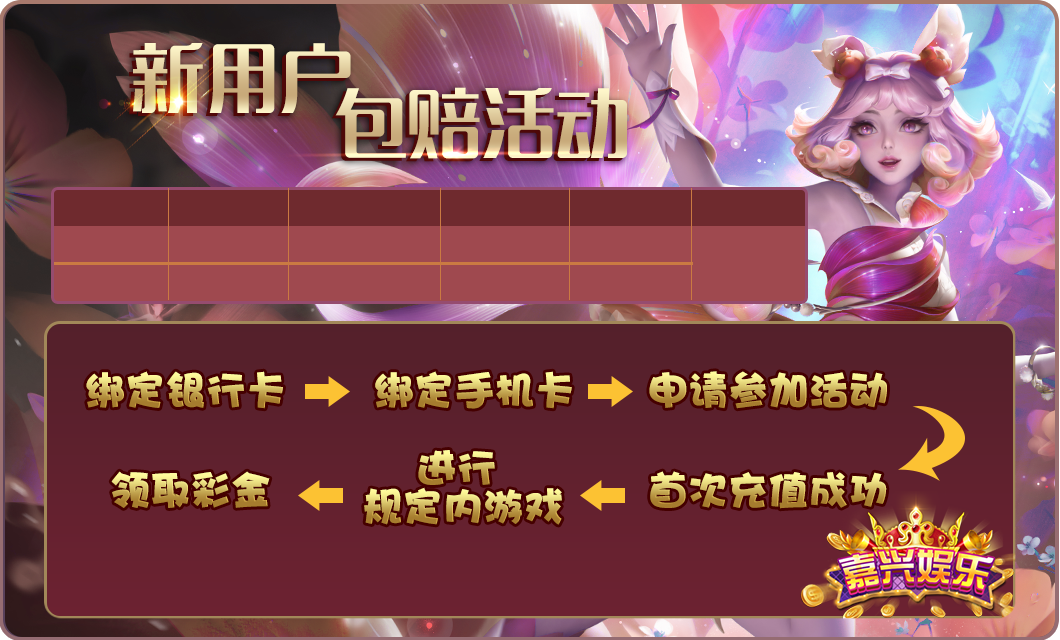 新用户
包赔活动
绑定银行卡
绑定手机卡
申请参加活动
首次充值成功
进行
规定内游戏
领取彩金
嘉兴娱乐